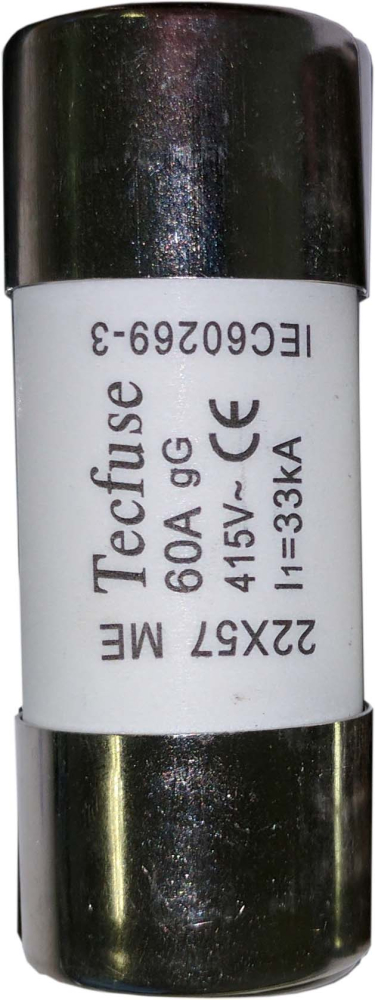 IEC60269-3
Tecfuse
60A gG
415V~ CE
I1=33kA
22X57 ME